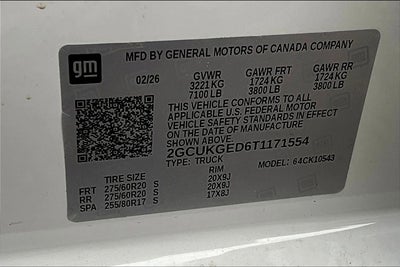 gm
MFD BY GENERAL MOTORS OF CANADA COMPANY
02/26 GVWR GAWR FRT GAWR RR
3221 KG 1724 KG 1724 KG
7100 LB 3800 LB 3800 LB
THIS VEHICLE CONFORMS TO ALL
APPLICABLE U.S. FEDERAL MOTOR
VEHICLE SAFETY STANDARDS IN EFFECT
ON THE DATE OF MANUFACTURE
2GCUKGED6T1171554
TYPE: TRUCK MODEL: 64CK10543
TIRE SIZE RIM
FRT 275/60R20 S 20X9J
RR 275/60R20 S 20X9J
SPA 255/80R17 S 17X8J